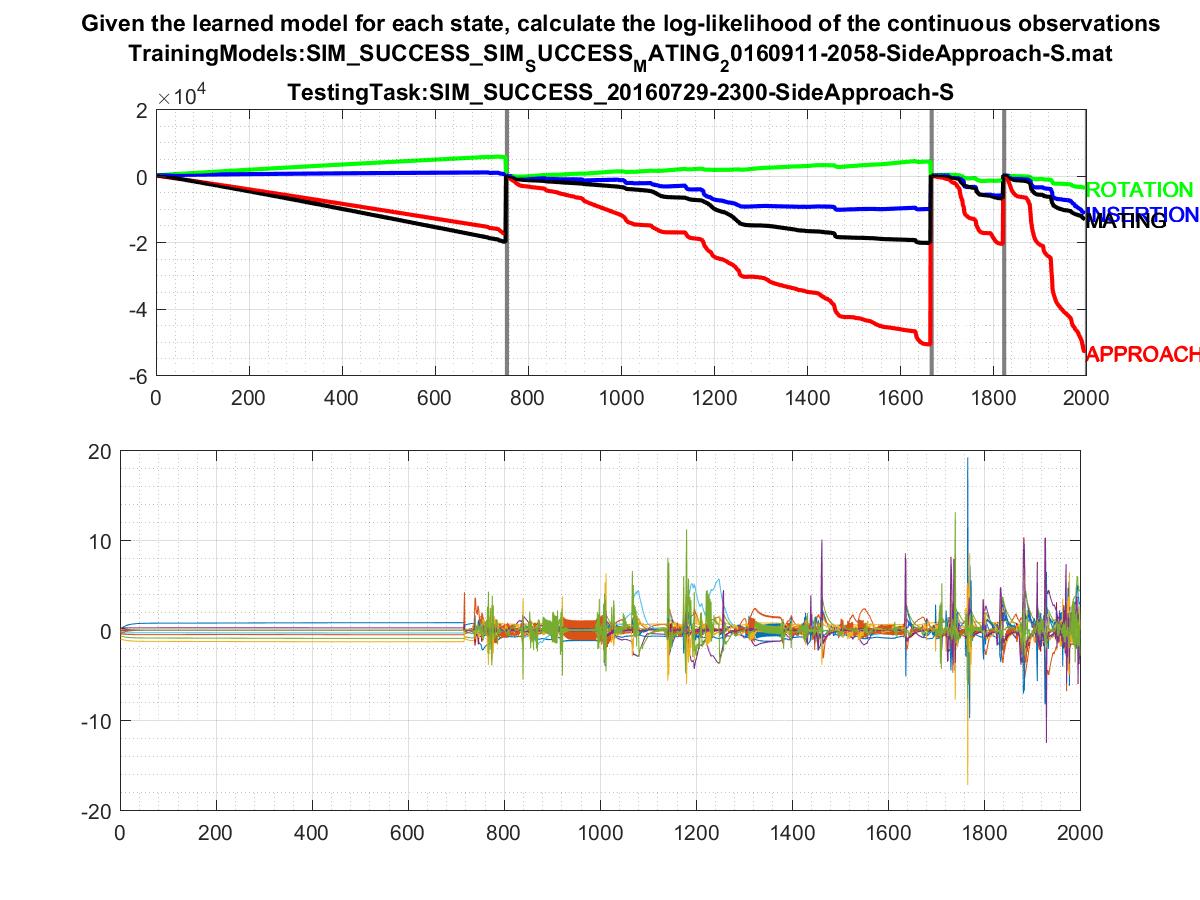 Given the learned model for each state, calculate the log-likelihood of the continuous observations
TrainingModels:SIM_SUCCESS_SIM_SUCCESS_MATING_20160911-2058-SideApproach-S.mat
TestingTask:SIM_SUCCESS_20160729-2300-SideApproach-S
×10^4
2
0
-2
-4
-6
ROTATION
INSERTION
MATING
APPROACH
0 200 400 600 800 1000 1200 1400 1600 1800 2000
20
10
0
-10
-20
0 200 400 600 800 1000 1200 1400 1600 1800 2000